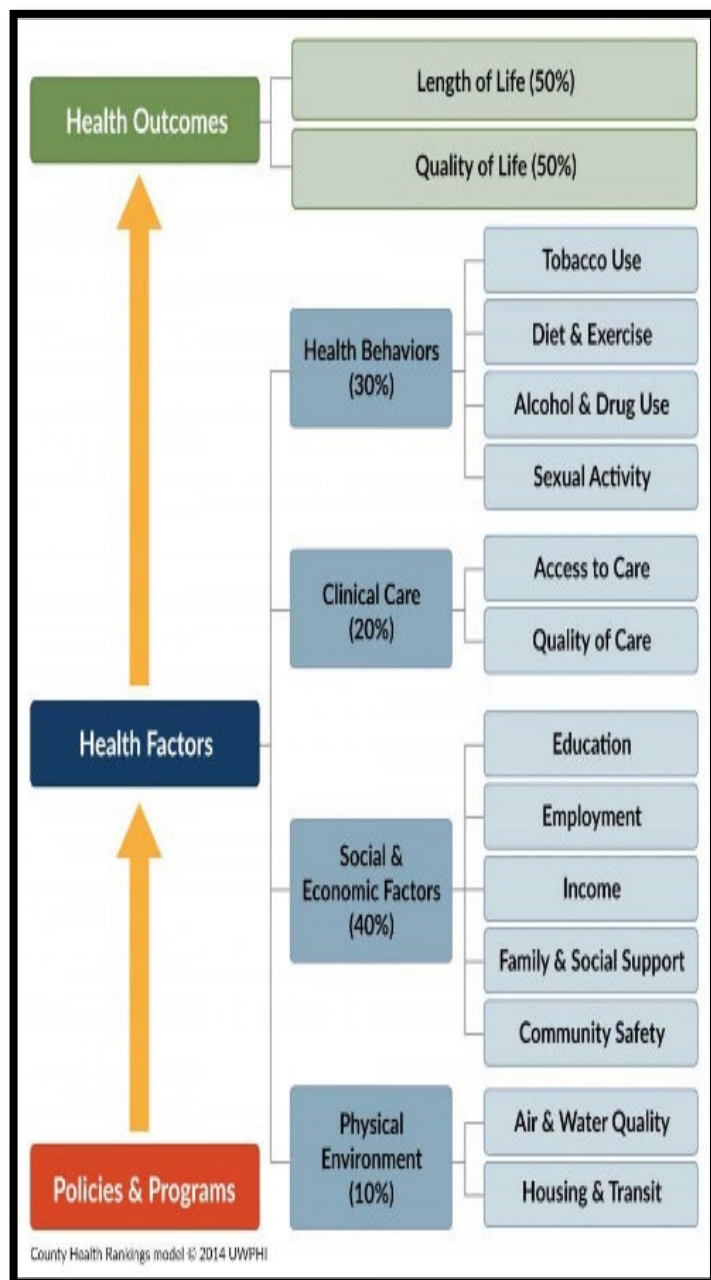 Health Outcomes
Length of Life (50%)
Quality of Life (50%)
Health Factors
Health Behaviors
(30%)
Tobacco Use
Diet & Exercise
Alcohol & Drug Use
Sexual Activity
Clinical Care
(20%)
Access to Care
Quality of Care
Social &
Economic Factors
(40%)
Education
Employment
Income
Family & Social Support
Community Safety
Physical
Environment
(10%)
Air & Water Quality
Housing & Transit
Policies & Programs
County Health Rankings model © 2014 UWPHI